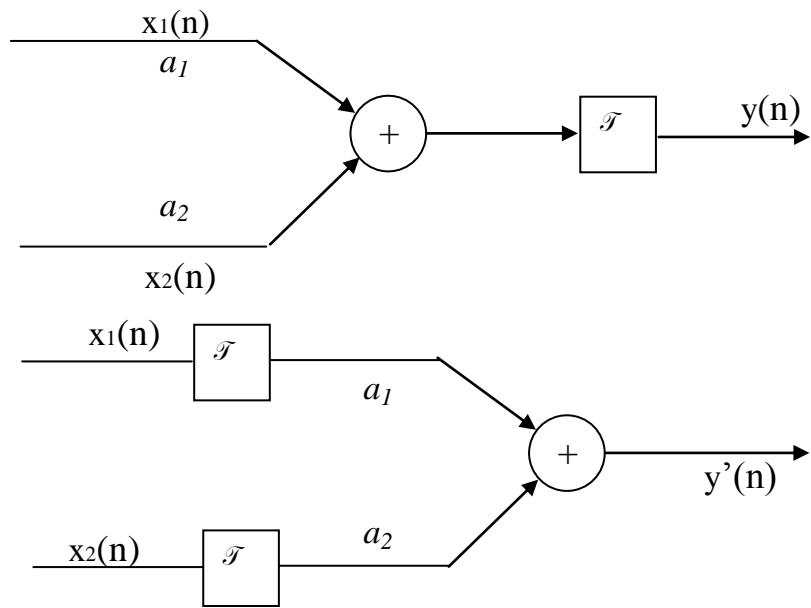 x₁(n)
a₁
+
𝒯
y(n)
a₂
x₂(n)
x₁(n)
𝒯
a₁
+
y’(n)
x₂(n)
𝒯
a₂